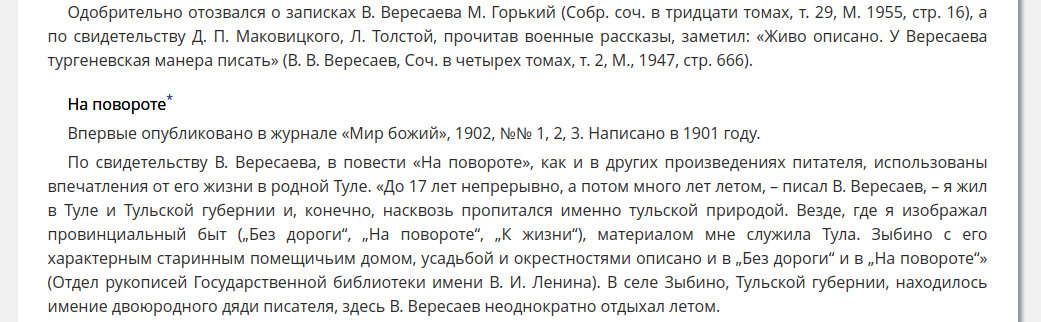 Одобрительно отозвался о записках В. Вересаева М. Горький (Собр. соч. в тридцати томах, т. 29, М. 1955, стр. 16), а
по свидетельству Д. П. Маковицкого, Л. Толстой, прочитав военные рассказы, заметил: «Живо описано. У Вересаева
тургеневская манера писать» (В. В. Вересаев, Соч. в четырех томах, т. 2, М., 1947, стр. 666).
На повороте*
Впервые опубликовано в журнале «Мир божий», 1902, №№ 1, 2, 3. Написано в 1901 году.
По свидетельству В. Вересаева, в повести «На повороте», как и в других произведениях питателя, использованы
впечатления от его жизни в родной Туле. «До 17 лет непрерывно, а потом много лет летом, – писал В. Вересаев, – я жил
в Туле и Тульской губернии и, конечно, насквозь пропитался именно тульской природой. Везде, где я изображал
провинциальный быт („Без дороги“, „На повороте“, „К жизни“), материалом мне служила Тула. Зыбино с его
характерным старинным помещичьим домом, усадьбой и окрестностями описано и в „Без дороги“ и в „На повороте“»
(Отдел рукописей Государственной библиотеки имени В. И. Ленина). В селе Зыбино, Тульской губернии, находилось
имение двоюродного дяди писателя, здесь В. Вересаев неоднократно отдыхал летом.